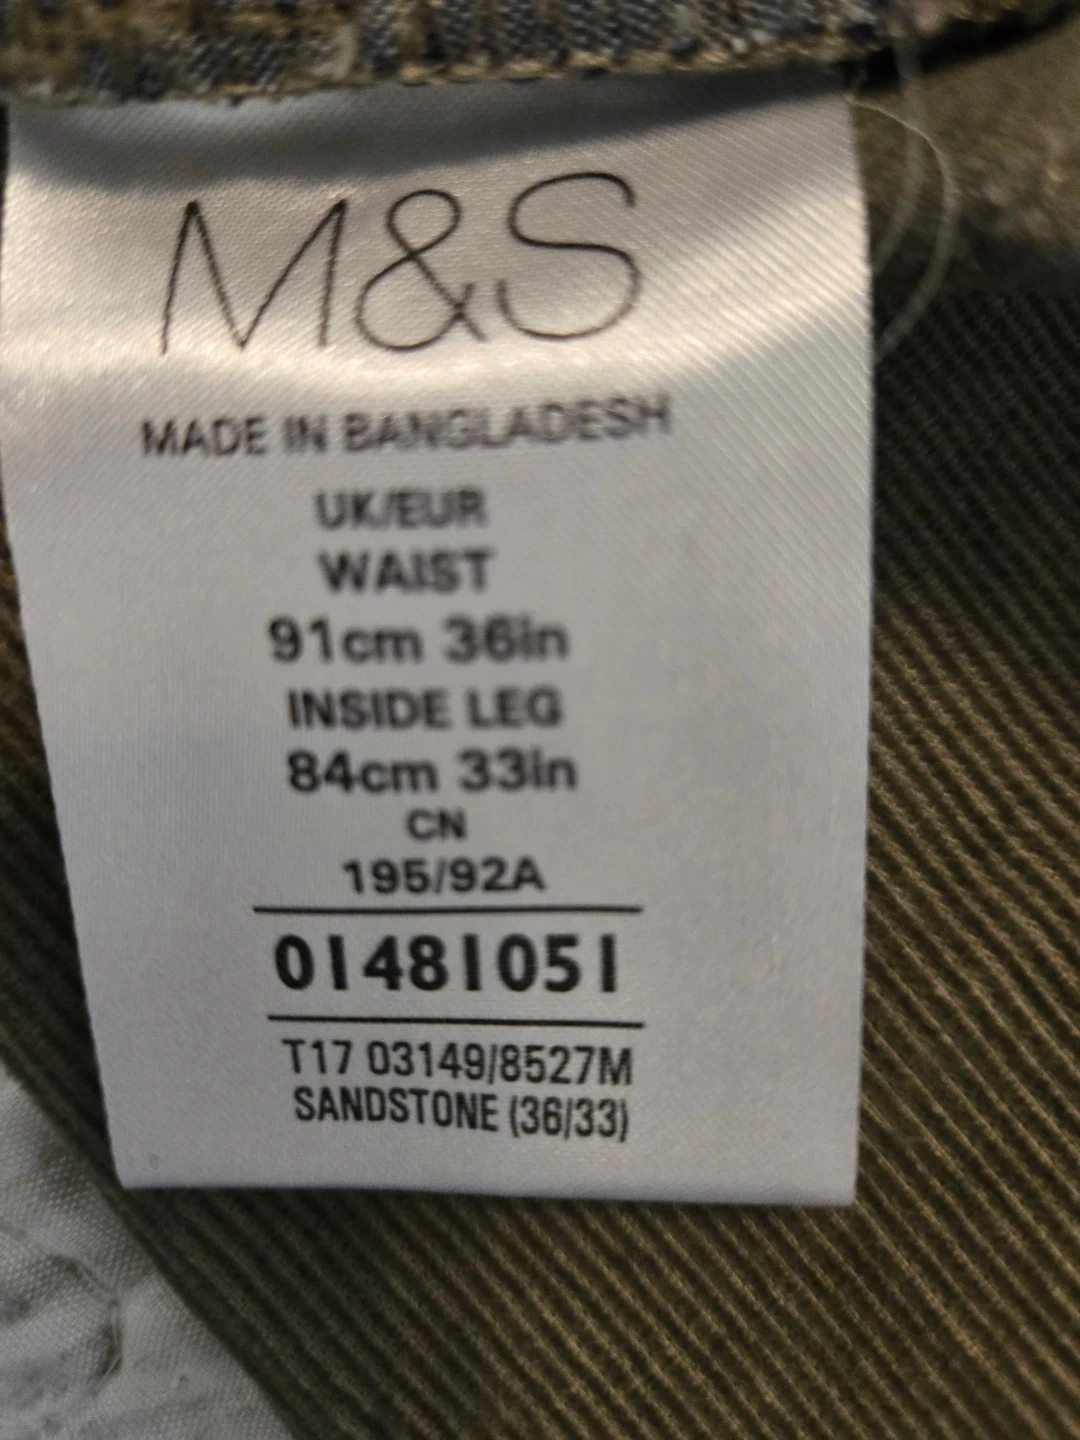 M&S
MADE IN BANGLADESH
UK/EUR
WAIST
91cm 36in
INSIDE LEG
84cm 33in
CN
195/92A
01481051
T17 03149/8527M
SANDSTONE (36/33)